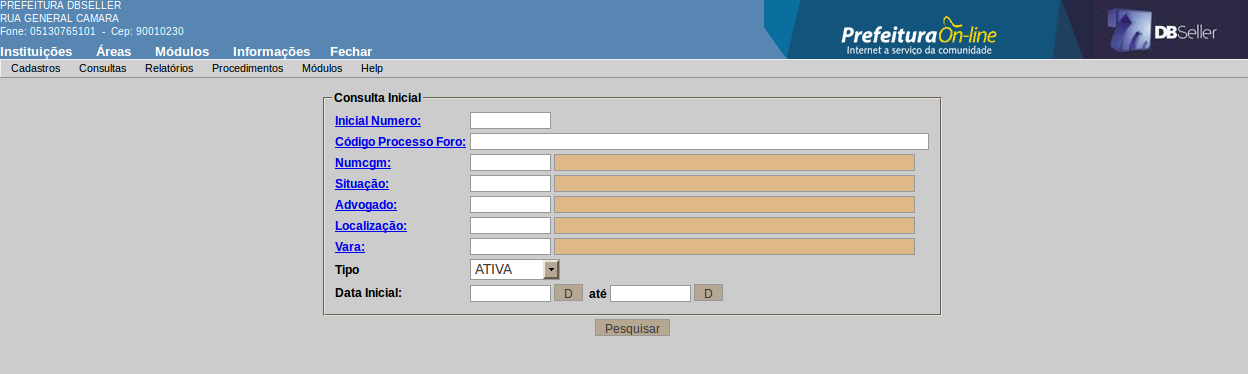 PREFEITURA DBSELLER
RUA GENERAL CAMARA
Fone: 05130765101 - Cep: 90010230
Instituições Áreas Módulos Informações Fechar
PrefeituraOn-line
Internet a serviço da comunidade
DBSeller
Cadastros Consultas Relatórios Procedimentos Módulos Help
Consulta Inicial
Inicial Numero:
Código Processo Foro:
Numcgm:
Situação:
Advogado:
Localização:
Vara:
Tipo ATIVA
Data Inicial: D até D
Pesquisar